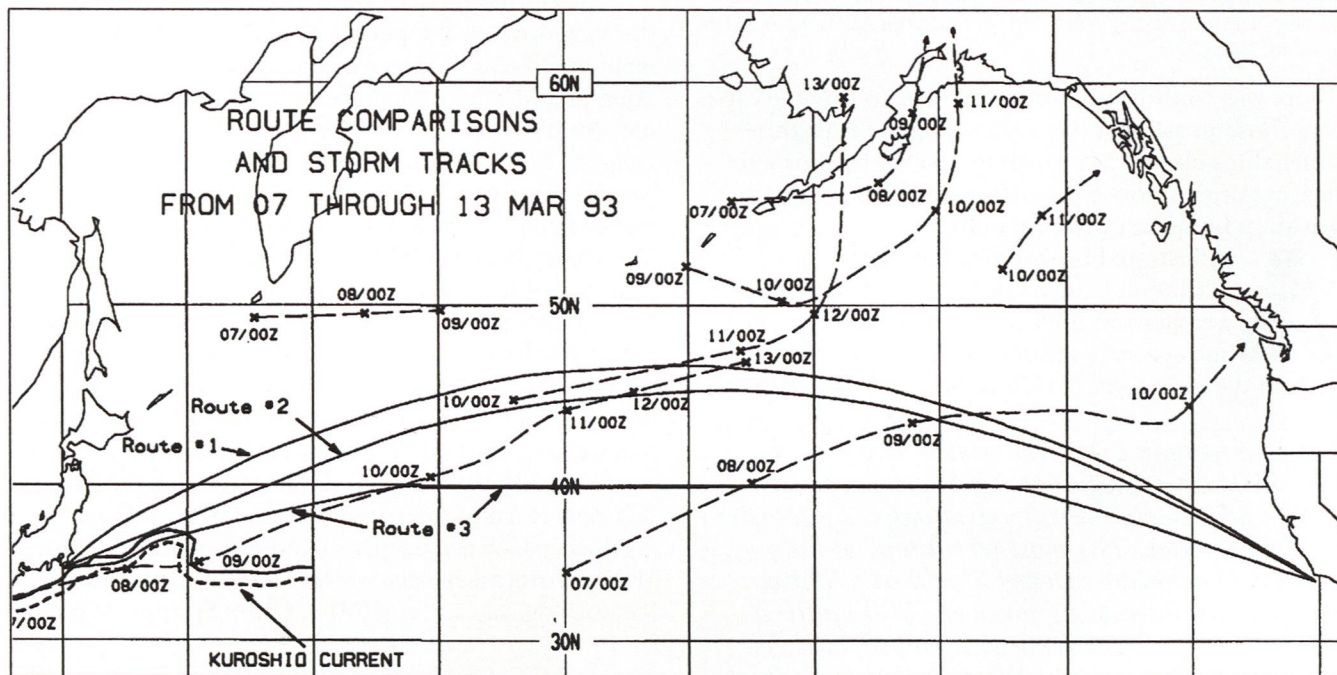 60N
ROUTE COMPARISONS
AND STORM TRACKS
FROM 07 THROUGH 13 MAR 93
13/00Z
09/00Z
11/00Z
07/00Z
08/00Z
10/00Z
11/00Z
09/00Z
10/00Z
10/00Z
07/00Z
08/00Z
09/00Z
50N
12/00Z
11/00Z
13/00Z
10/00Z
11/00Z
12/00Z
10/00Z
Route #2
Route #1
09/00Z
08/00Z
10/00Z
40N
Route #3
08/00Z
09/00Z
07/00Z
7/00Z
30N
KUROSHIO CURRENT